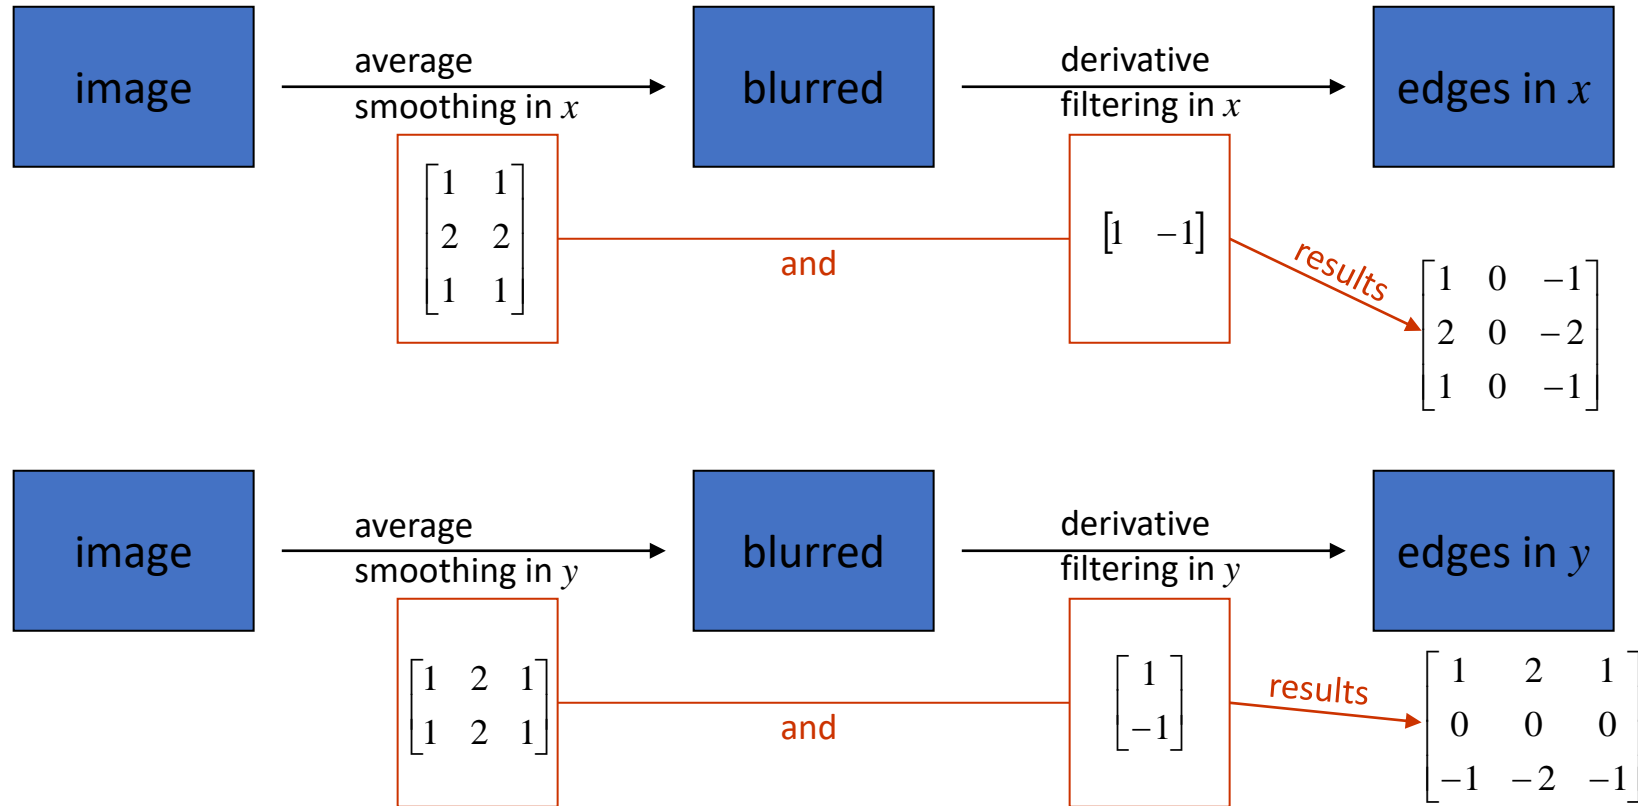 image
average
smoothing in x
blurred
derivative
filtering in x
edges in x
[1 1
2 2
1 1]
and
[1 −1]
results
[1 0 −1
2 0 −2
1 0 −1]
image
average
smoothing in y
blurred
derivative
filtering in y
edges in y
[1 2 1
1 2 1]
and
[1
−1]
results
[1 2 1
0 0 0
−1 −2 −1]